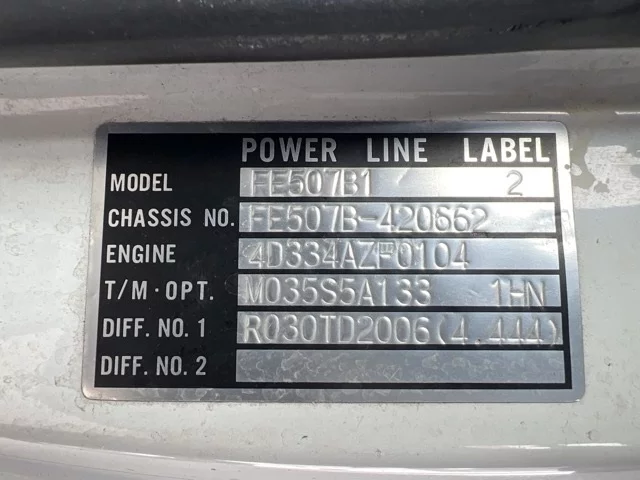 POWER LINE LABEL
MODEL FE507B1 2
CHASSIS NO. FE507B-420662
ENGINE 4D334AZF0104
T/M·OPT. M035S5A133 1HN
DIFF. NO. 1 R030TD2006(4.444)
DIFF. NO. 2